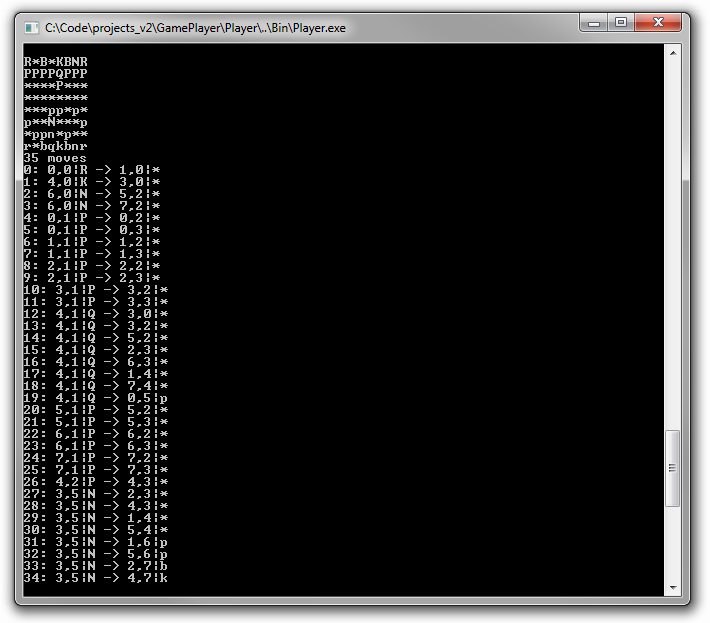 C:\Code\projects_v2\GamePlayer\Player\..\Bin\Player.exe
R*B*KBNR
PPPPQPPP
****P***
********
***pp*p*
p**N***p
*ppn*p**
r*bqkbnr
35 moves
0: 0,0¦R -> 1,0¦*
1: 4,0¦K -> 3,0¦*
2: 6,0¦N -> 5,2¦*
3: 6,0¦N -> 7,2¦*
4: 0,1¦P -> 0,2¦*
5: 0,1¦P -> 0,3¦*
6: 1,1¦P -> 1,2¦*
7: 1,1¦P -> 1,3¦*
8: 2,1¦P -> 2,2¦*
9: 2,1¦P -> 2,3¦*
10: 3,1¦P -> 3,2¦*
11: 3,1¦P -> 3,3¦*
12: 4,1¦Q -> 3,0¦*
13: 4,1¦Q -> 3,2¦*
14: 4,1¦Q -> 5,2¦*
15: 4,1¦Q -> 2,3¦*
16: 4,1¦Q -> 6,3¦*
17: 4,1¦Q -> 1,4¦*
18: 4,1¦Q -> 7,4¦*
19: 4,1¦Q -> 0,5¦p
20: 5,1¦P -> 5,2¦*
21: 5,1¦P -> 5,3¦*
22: 6,1¦P -> 6,2¦*
23: 6,1¦P -> 6,3¦*
24: 7,1¦P -> 7,2¦*
25: 7,1¦P -> 7,3¦*
26: 4,2¦P -> 4,3¦*
27: 3,5¦N -> 2,3¦*
28: 3,5¦N -> 4,3¦*
29: 3,5¦N -> 1,4¦*
30: 3,5¦N -> 5,4¦*
31: 3,5¦N -> 1,6¦p
32: 3,5¦N -> 5,6¦p
33: 3,5¦N -> 2,7¦b
34: 3,5¦N -> 4,7¦k